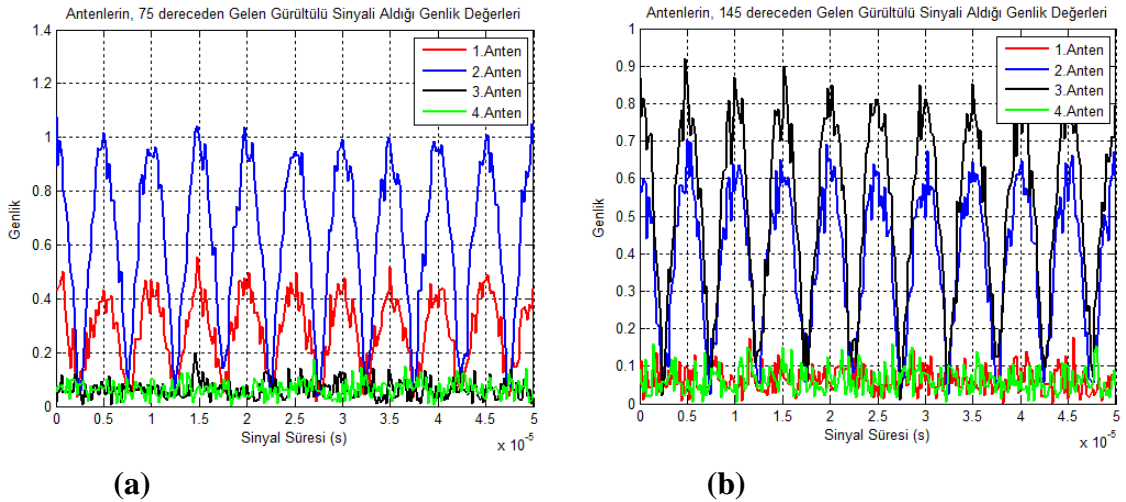 Antenlerin, 75 dereceden Gelen Gürültülü Sinyali Aldığı Genlik Değerleri
1.4
1.2
1
0.8
0.6
0.4
0.2
0
Genlik
1.Anten
2.Anten
3.Anten
4.Anten
0 0.5 1 1.5 2 2.5 3 3.5 4 4.5 5
Sinyal Süresi (s)
x 10-5
(a)
Antenlerin, 145 dereceden Gelen Gürültülü Sinyali Aldığı Genlik Değerleri
1
0.9
0.8
0.7
0.6
0.5
0.4
0.3
0.2
0.1
0
Genlik
1.Anten
2.Anten
3.Anten
4.Anten
0 0.5 1 1.5 2 2.5 3 3.5 4 4.5 5
Sinyal Süresi (s)
x 10-5
(b)